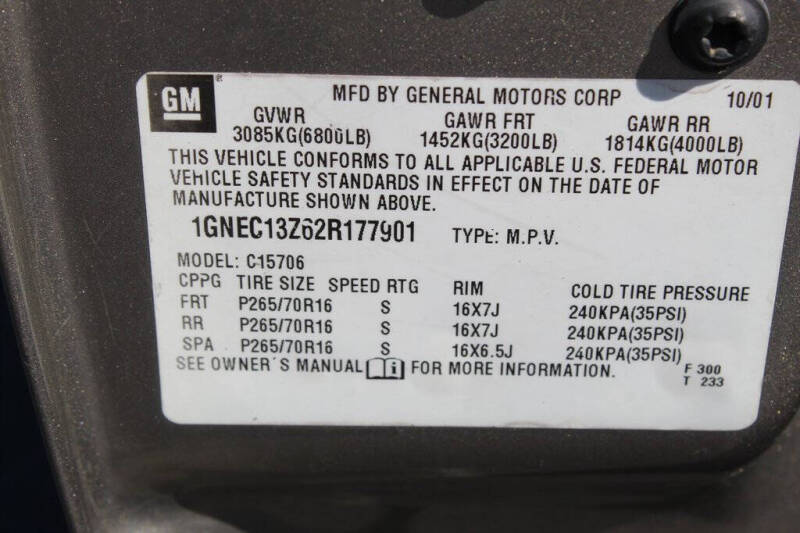 GM
MFD BY GENERAL MOTORS CORP 10/01
GVWR GAWR FRT GAWR RR
3085KG(6800LB) 1452KG(3200LB) 1814KG(4000LB)
THIS VEHICLE CONFORMS TO ALL APPLICABLE U.S. FEDERAL MOTOR
VEHICLE SAFETY STANDARDS IN EFFECT ON THE DATE OF
MANUFACTURE SHOWN ABOVE.
1GNEC13Z62R177901 TYPE: M.P.V.
MODEL: C15706
CPPG TIRE SIZE SPEED RTG RIM COLD TIRE PRESSURE
FRT P265/70R16 S 16X7J 240KPA(35PSI)
RR P265/70R16 S 16X7J 240KPA(35PSI)
SPA P265/70R16 S 16X6.5J 240KPA(35PSI)
SEE OWNER'S MANUAL FOR MORE INFORMATION. F 300
T 233